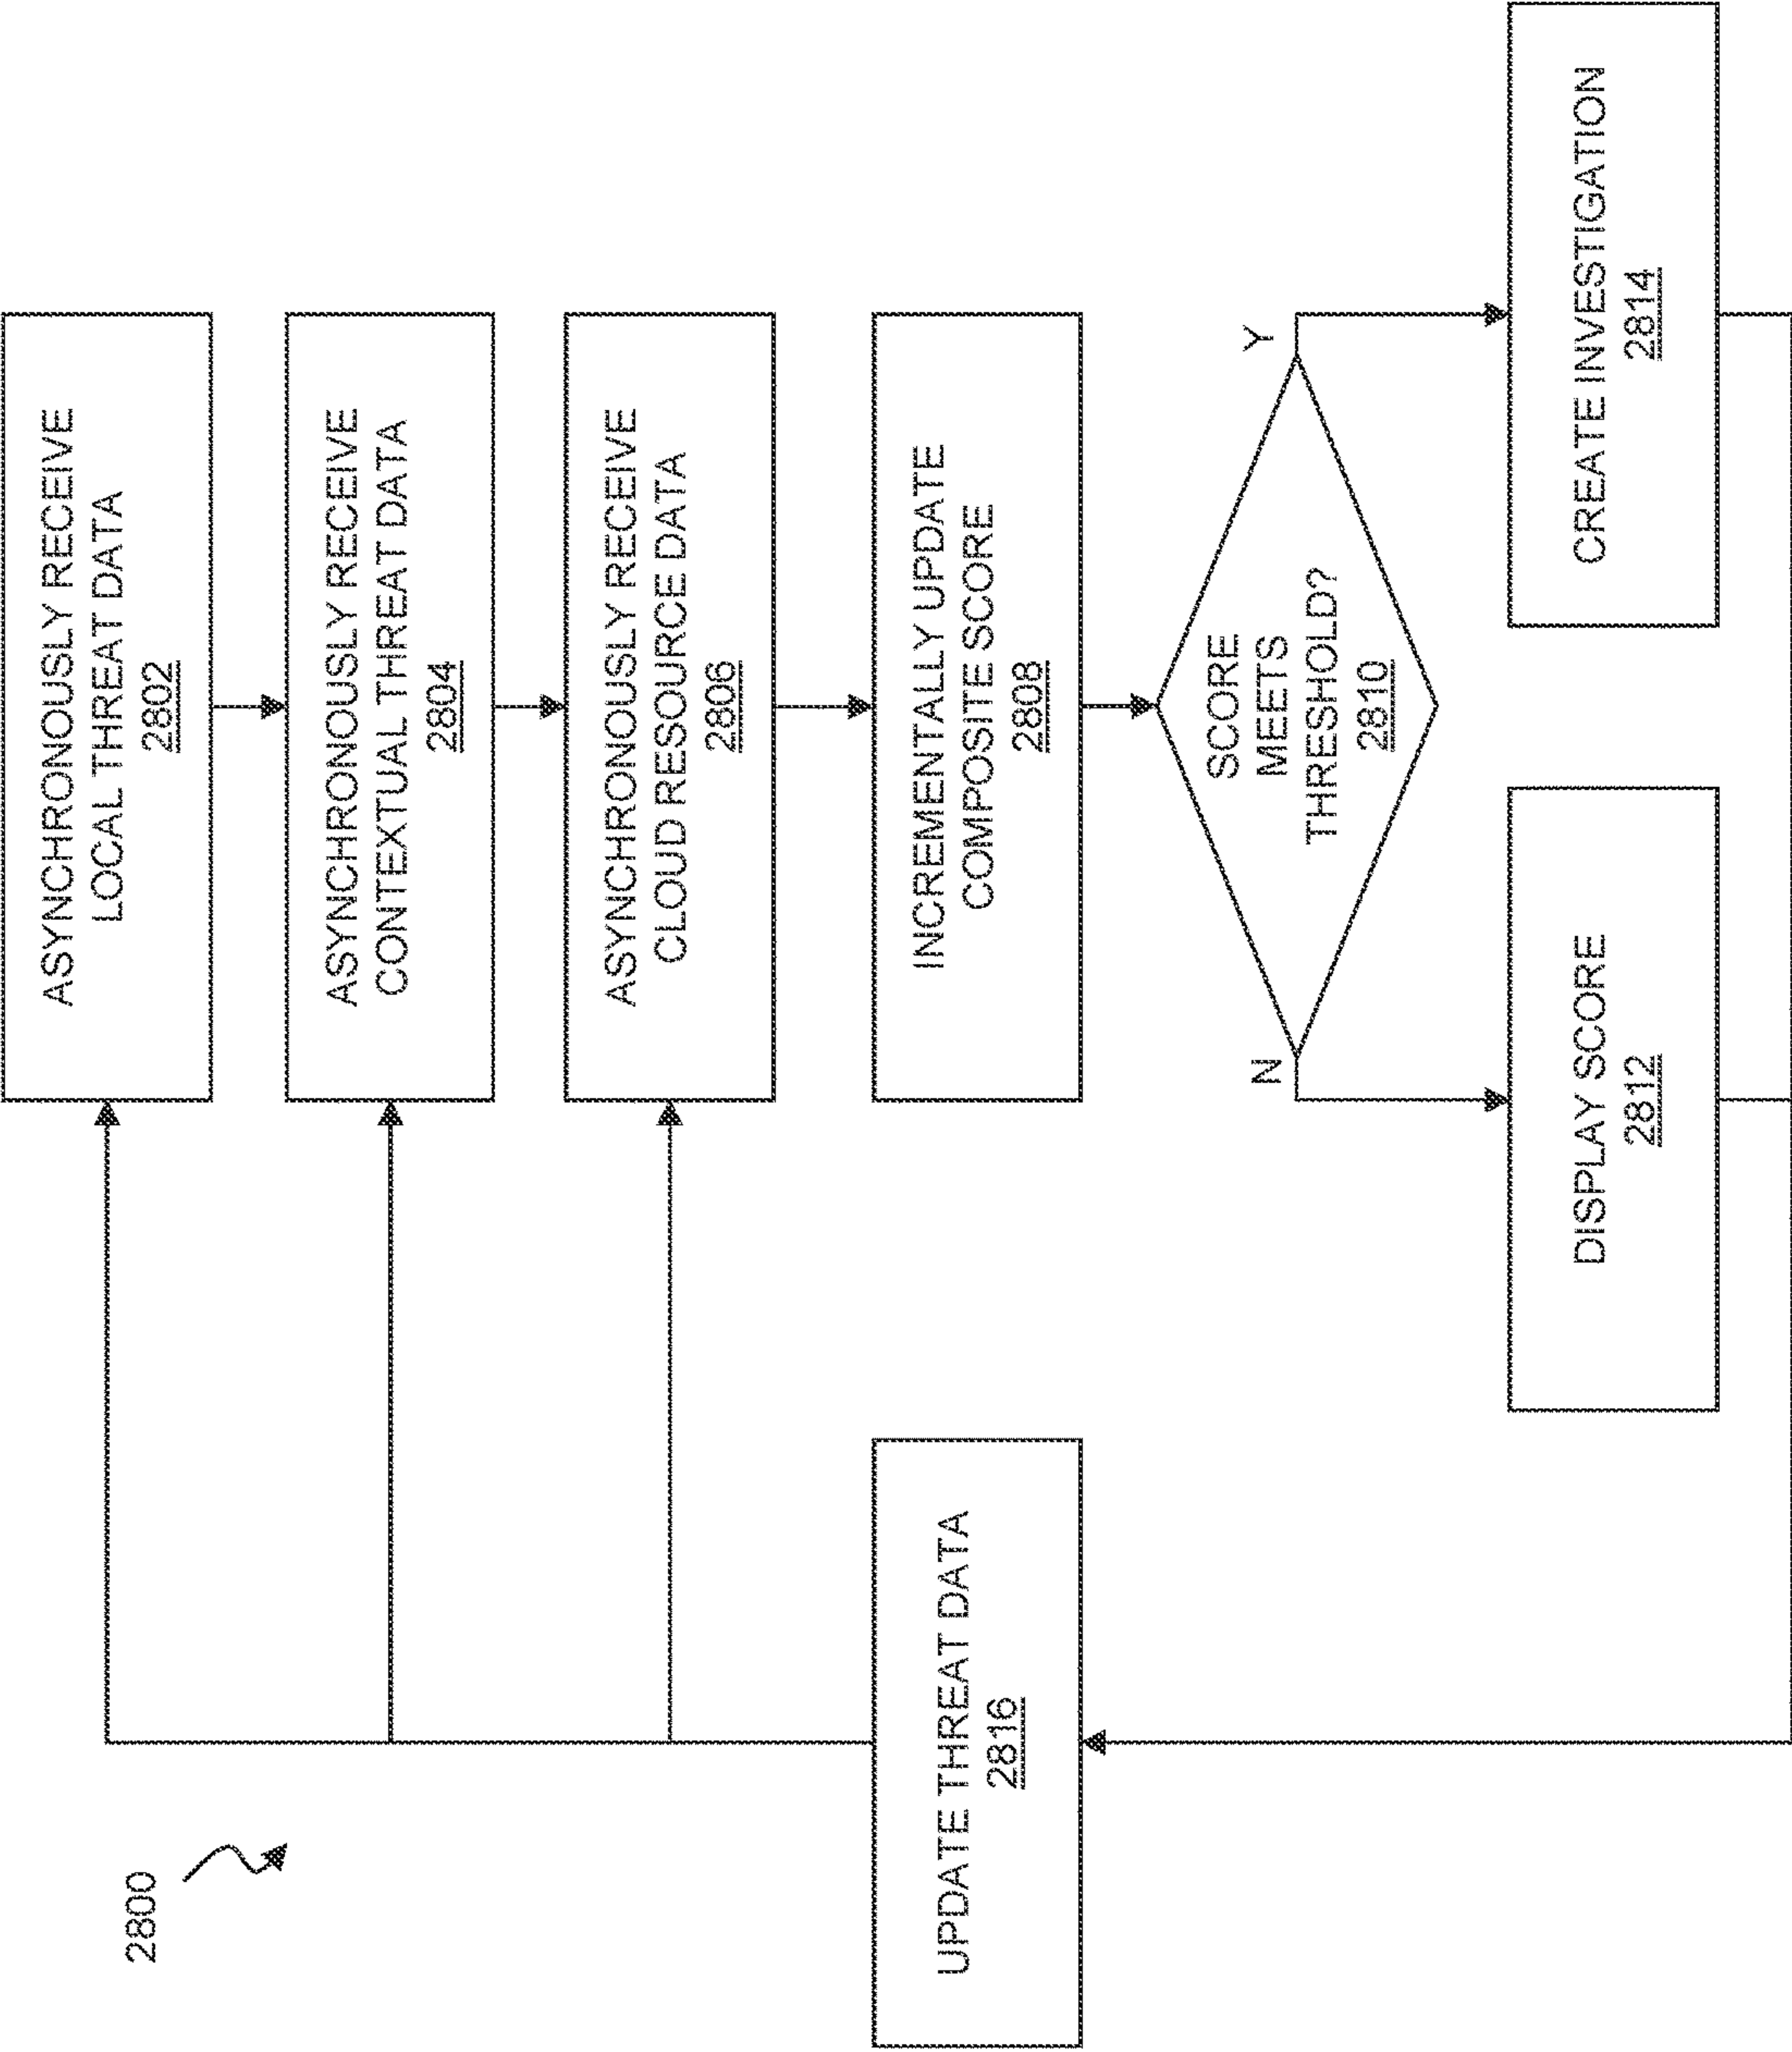 2800
ASYNCHRONOUSLY RECEIVE
LOCAL THREAT DATA
2802
ASYNCHRONOUSLY RECEIVE
CONTEXTUAL THREAT DATA
2804
ASYNCHRONOUSLY RECEIVE
CLOUD RESOURCE DATA
2806
INCREMENTALLY UPDATE
COMPOSITE SCORE
2808
UPDATE THREAT DATA
2816
N
SCORE
MEETS
THRESHOLD?
2810
Y
DISPLAY SCORE
2812
CREATE INVESTIGATION
2814